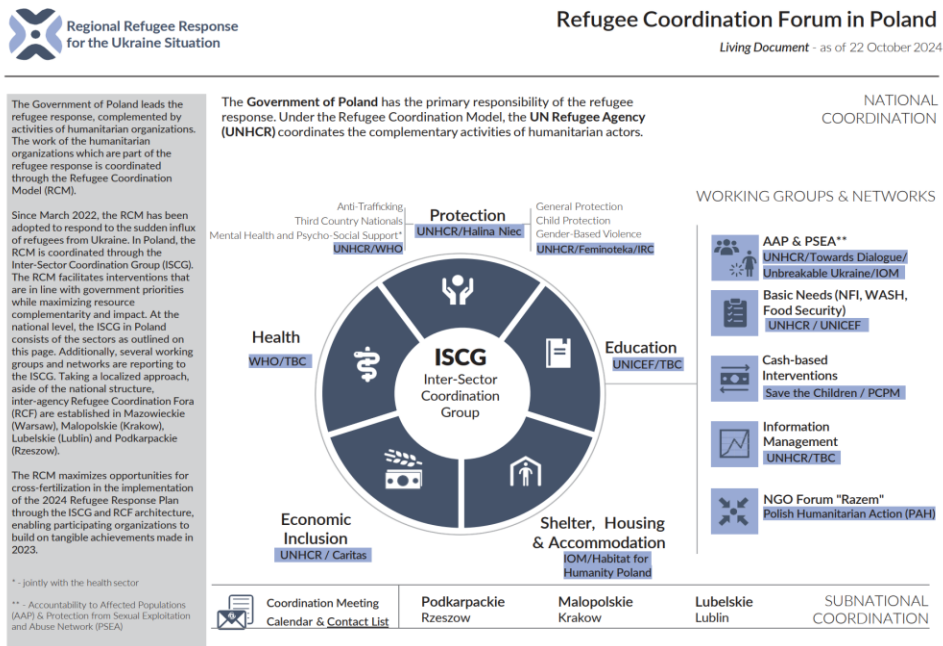 Regional Refugee Response
for the Ukraine Situation
Refugee Coordination Forum in Poland
Living Document - as of 22 October 2024
The Government of Poland leads the
refugee response, complemented by
activities of humanitarian organizations.
The work of the humanitarian
organizations which are part of the
refugee response is coordinated
through the Refugee Coordination
Model (RCM).
Since March 2022, the RCM has been
adopted to respond to the sudden influx
of refugees from Ukraine. In Poland, the
RCM is coordinated through the
Inter-Sector Coordination Group (ISCG).
The RCM facilitates interventions that
are in line with government priorities
while maximizing resource
complementarity and impact. At the
national level, the ISCG in Poland
consists of the sectors as outlined on
this page. Additionally, several working
groups and networks are reporting to
the ISCG. Taking a localized approach,
aside of the national structure,
inter-agency Refugee Coordination Fora
(RCF) are established in Mazowieckie
(Warsaw), Malopolskie (Krakow),
Lubelskie (Lublin) and Podkarpackie
(Rzeszow).
The RCM maximizes opportunities for
cross-fertilization in the implementation
of the 2024 Refugee Response Plan
through the ISCG and RCF architecture,
enabling participating organizations to
build on tangible achievements made in
2023.
* - jointly with the health sector
** - Accountability to Affected Populations
(AAP) & Protection from Sexual Exploitation
and Abuse Network (PSEA)
The Government of Poland has the primary responsibility of the refugee
response. Under the Refugee Coordination Model, the UN Refugee Agency
(UNHCR) coordinates the complementary activities of humanitarian actors.
NATIONAL
COORDINATION
Anti-Trafficking
Third Country Nationals
Mental Health and Psycho-Social Support*
UNHCR/WHO
Protection
UNHCR/Halina Niec
General Protection
Child Protection
Gender-Based Violence
UNHCR/Feminoteka/IRC
Health
WHO/TBC
ISCG
Inter-Sector
Coordination
Group
Education
UNICEF/TBC
Economic
Inclusion
UNHCR / Caritas
Shelter, Housing
& Accommodation
IOM/Habitat for
Humanity Poland
WORKING GROUPS & NETWORKS
AAP & PSEA**
UNHCR/Towards Dialogue/
Unbreakable Ukraine/IOM
Basic Needs (NFI, WASH,
Food Security)
UNHCR / UNICEF
Cash-based
Interventions
Save the Children / PCPM
Information
Management
UNHCR/TBC
NGO Forum "Razem"
Polish Humanitarian Action (PAH)
Coordination Meeting
Calendar & Contact List
Podkarpackie
Rzeszow
Malopolskie
Krakow
Lubelskie
Lublin
SUBNATIONAL
COORDINATION